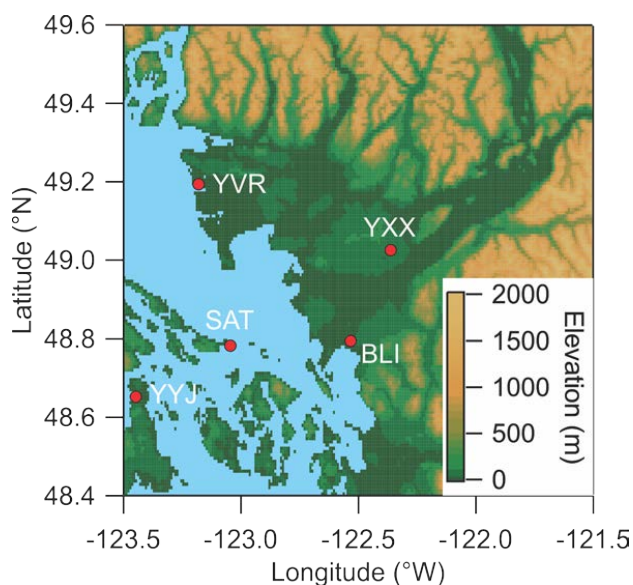 49.6
49.4
49.2
49.0
48.8
48.6
48.4
Latitude (°N)
YVR
YXX
SAT
BLI
YYJ
2000
1500
1000
500
0
Elevation (m)
-123.5
-123.0
-122.5
-122.0
-121.5
Longitude (°W)